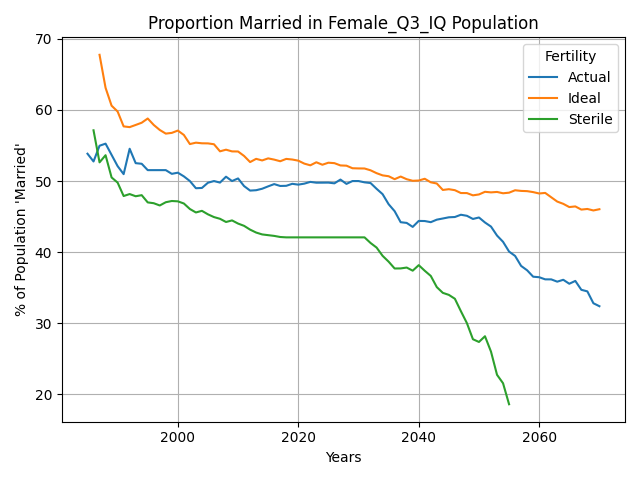 Proportion Married in Female_Q3_IQ Population
70
60
50
40
30
20
% of Population 'Married'
2000
2020
2040
2060
Years
Fertility
Actual
Ideal
Sterile